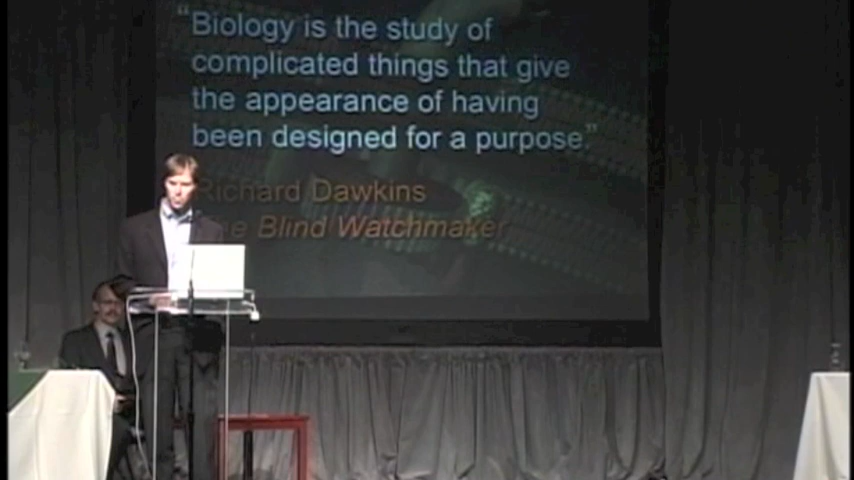 “Biology is the study of
complicated things that give
the appearance of having
been designed for a purpose.”
Richard Dawkins
Blind Watchmaker